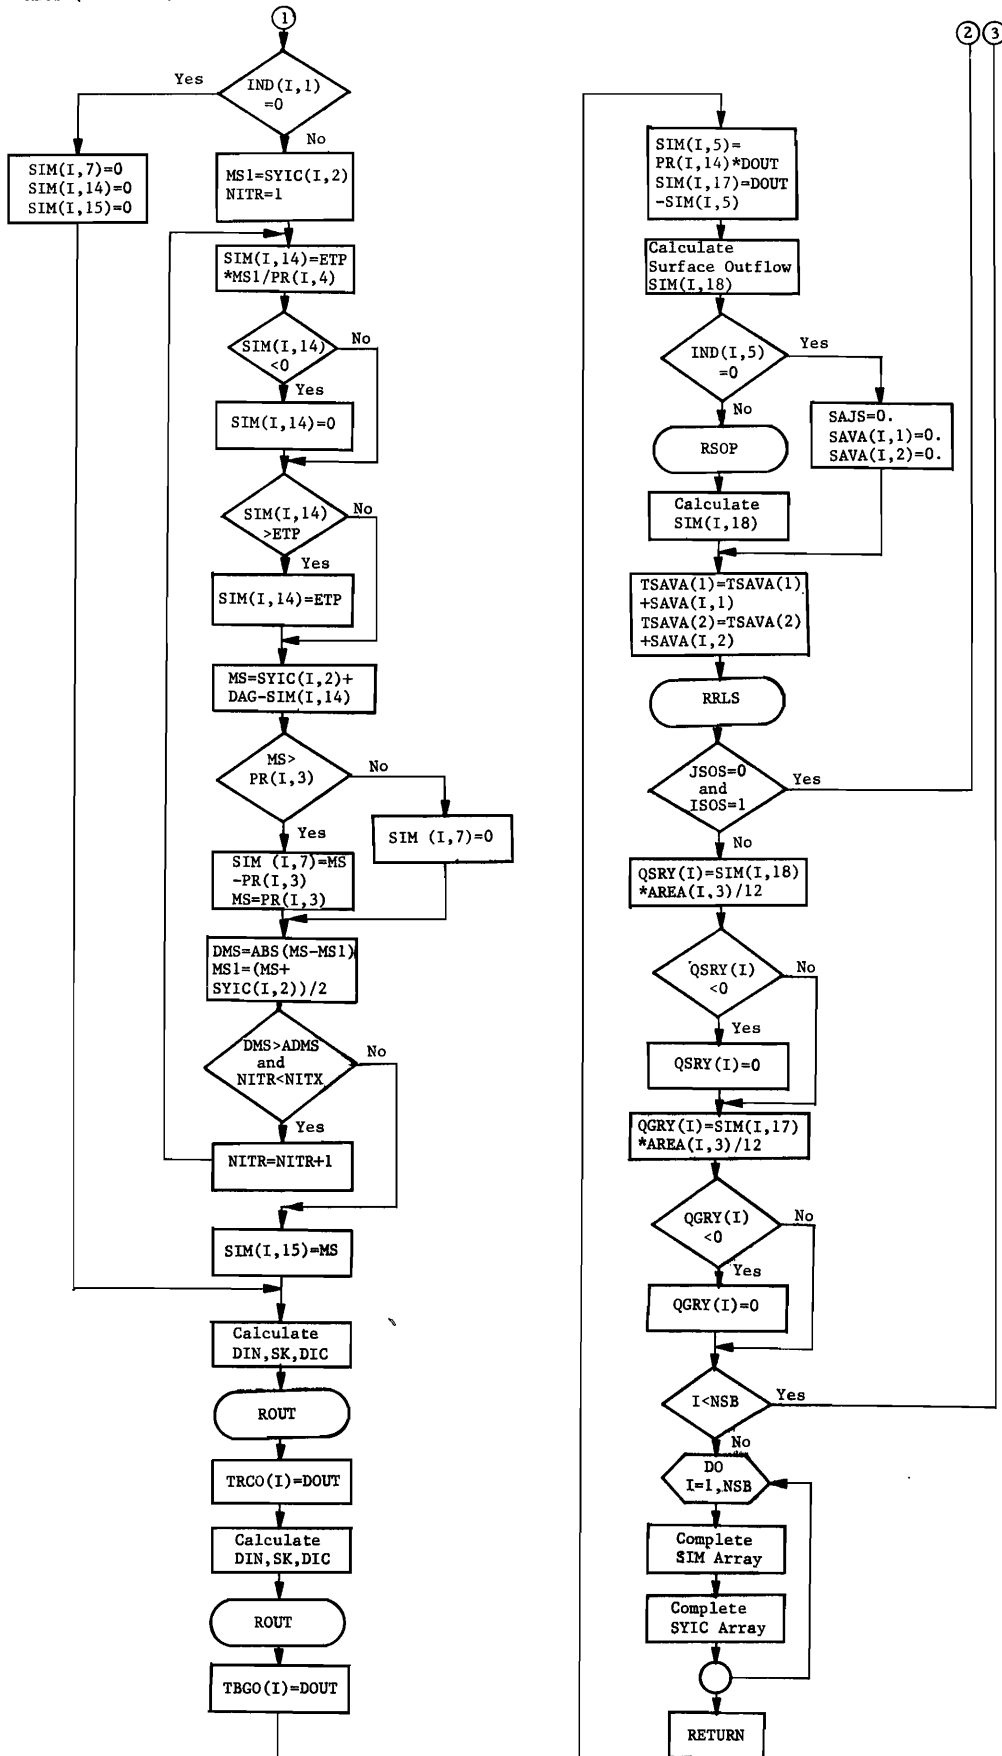 1
IND(I,1)
=0
Yes
No
SIM(I,7)=0
SIM(I,14)=0
SIM(I,15)=0
MS1=SYIC(I,2)
NITR=1
SIM(I,14)=ETP
*MS1/PR(I,4)
SIM(I,14)
<0
No
Yes
SIM(I,14)=0
SIM(I,14)
>ETP
No
Yes
SIM(I,14)=ETP
MS=SYIC(I,2)+
DAG-SIM(I,14)
MS>
PR(I,3)
No
Yes
SIM (I,7)=0
SIM (I,7)=MS
-PR(I,3)
MS=PR(I,3)
DMS=ABS(MS-MS1)
MS1=(MS+
SYIC(I,2))/2
DMS>ADMS
and
NITR<NITX
No
Yes
NITR=NITR+1
SIM(I,15)=MS
Calculate
DIN,SK,DIC
ROUT
TRCO(I)=DOUT
Calculate
DIN,SK,DIC
ROUT
TBGO(I)=DOUT
2
3
SIM(I,5)=
PR(I,14)*DOUT
SIM(I,17)=DOUT
-SIM(I,5)
Calculate
Surface Outflow
SIM(I,18)
IND(I,5)
=0
Yes
No
SAJS=0.
SAVA(I,1)=0.
SAVA(I,2)=0.
RSOP
Calculate
SIM(I,18)
TSAVA(1)=TSAVA(1)
+SAVA(I,1)
TSAVA(2)=TSAVA(2)
+SAVA(I,2)
RRLS
JSOS=0
and
ISOS=1
Yes
No
QSRY(I)=SIM(I,18)
*AREA(I,3)/12
QSRY(I)
<0
No
Yes
QSRY(I)=0
QGRY(I)=SIM(I,17)
*AREA(I,3)/12
QGRY(I)
<0
No
Yes
QGRY(I)=0
I<NSB
Yes
No
DO
I=1,NSB
Complete
SIM Array
Complete
SYIC Array
RETURN